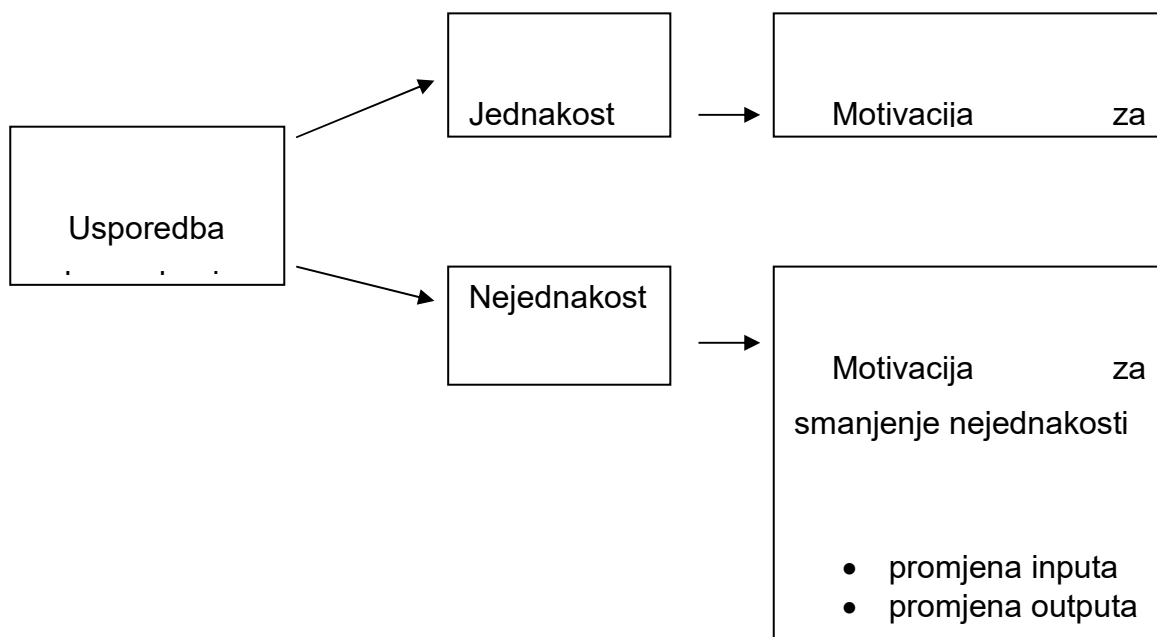 Usporedba
Jednakost
Motivacija za
Nejednakost
Motivacija za
smanjenje nejednakosti
• promjena inputa
• promjena outputa